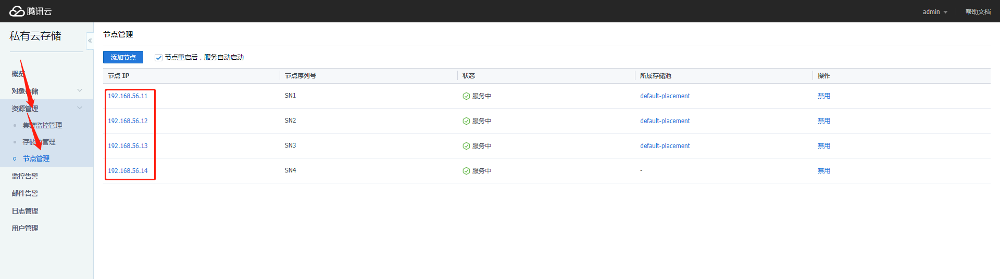 腾讯云
admin
帮助文档
私有云存储
概览
对象存储
资源管理
集群监控管理
存储池管理
节点管理
监控告警
邮件告警
日志管理
用户管理
节点管理
添加节点
节点重启后，服务自动启动
节点 IP 节点序列号 状态 所属存储池 操作
192.168.56.11 SN1 服务中 default-placement 禁用
192.168.56.12 SN2 服务中 default-placement 禁用
192.168.56.13 SN3 服务中 default-placement 禁用
192.168.56.14 SN4 服务中 - 禁用